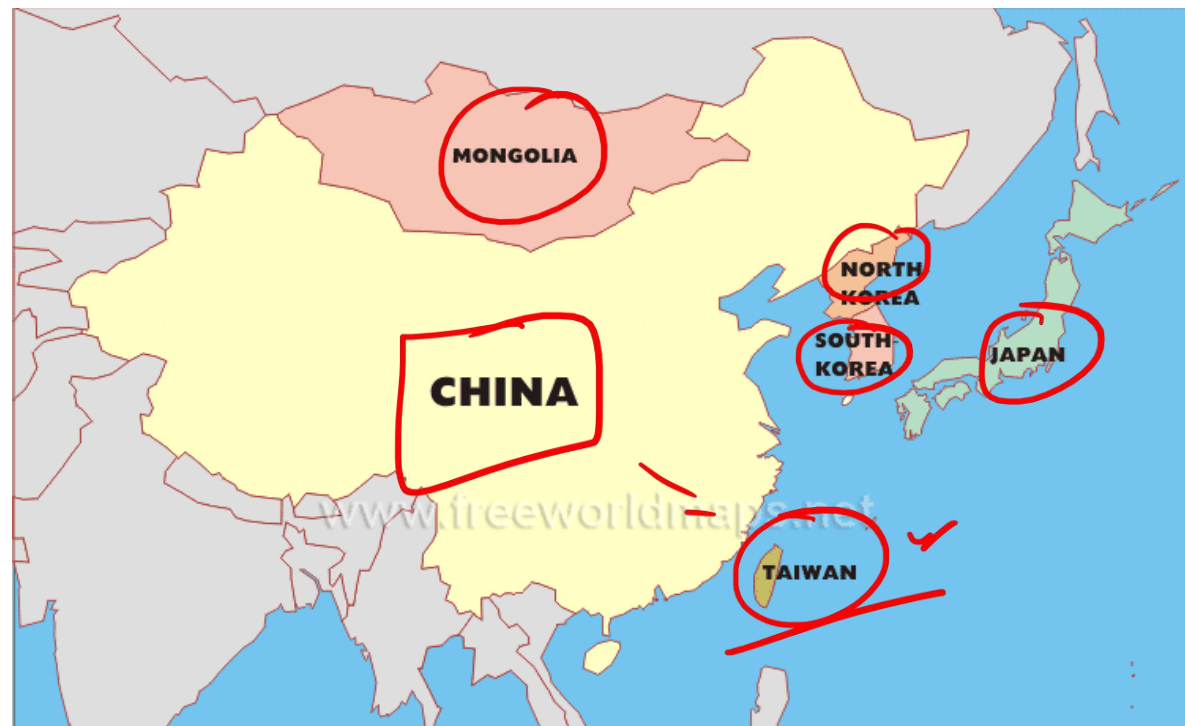 MONGOLIA
NORTH-
KOREA
SOUTH-
KOREA
JAPAN
CHINA
www.freeworldmaps.net
TAIWAN